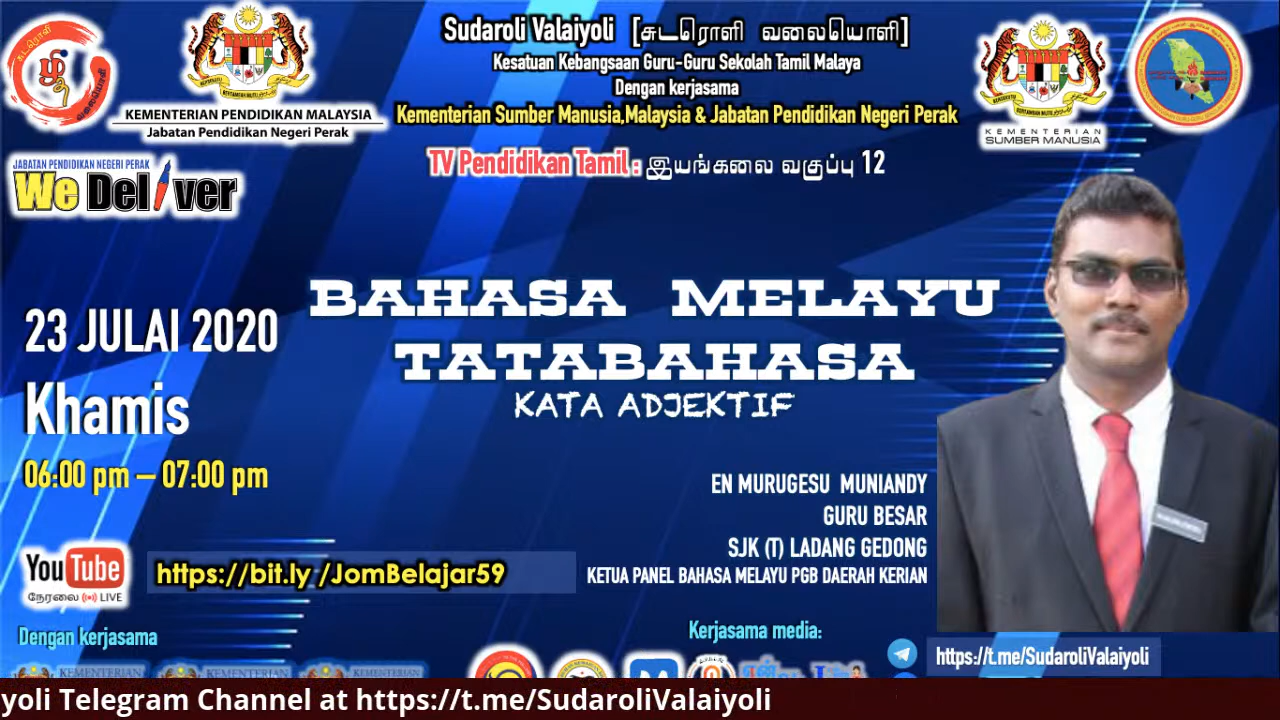 Sudaroli Valaiyoli [சுடரொளி வலையொளி]
Kesatuan Kebangsaan Guru-Guru Sekolah Tamil Malaya
Dengan kerjasama
Kementerian Sumber Manusia,Malaysia & Jabatan Pendidikan Negeri Perak
TV Pendidikan Tamil : இயங்கலை வகுப்பு 12
KEMENTERIAN PENDIDIKAN MALAYSIA
Jabatan Pendidikan Negeri Perak
KEMENTERIAN
SUMBER MANUSIA
JABATAN PENDIDIKAN NEGERI PERAK
We Deliver
BAHASA MELAYU
TATABAHASA
KATA ADJEKTIF
23 JULAI 2020
Khamis
06:00 pm – 07:00 pm
EN MURUGESU MUNIANDY
GURU BESAR
SJK (T) LADANG GEDONG
KETUA PANEL BAHASA MELAYU PGB DAERAH KERIAN
YouTube
நேரலை LIVE
https://bit.ly /JomBelajar59
Dengan kerjasama
Kerjasama media:
https://t.me/SudaroliValaiyoli
KEMENTERIAN KEMENTERIAN KEMENTERIAN
yoli Telegram Channel at https://t.me/SudaroliValaiyoli